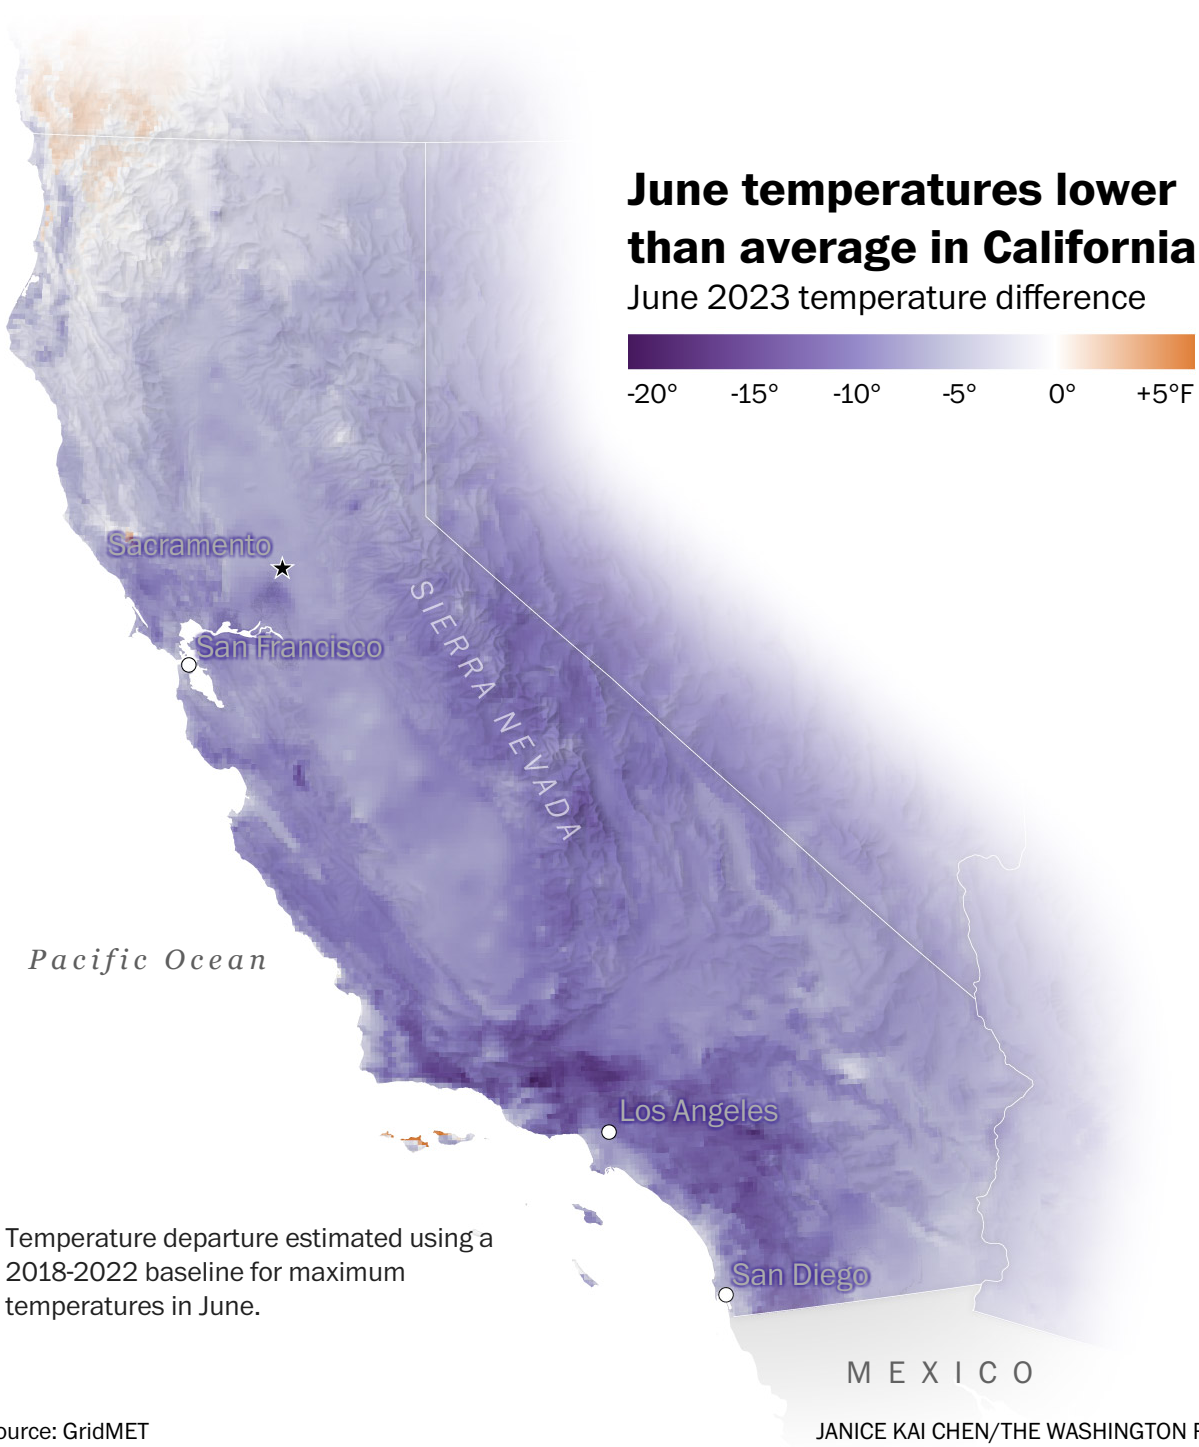 June temperatures lower
than average in California
June 2023 temperature difference
-20° -15° -10° -5° 0° +5°F
Sacramento
San Francisco
SIERRA NEVADA
Pacific Ocean
Los Angeles
Temperature departure estimated using a
2018-2022 baseline for maximum
temperatures in June.
San Diego
MEXICO
ource: GridMET
JANICE KAI CHEN/THE WASHINGTON